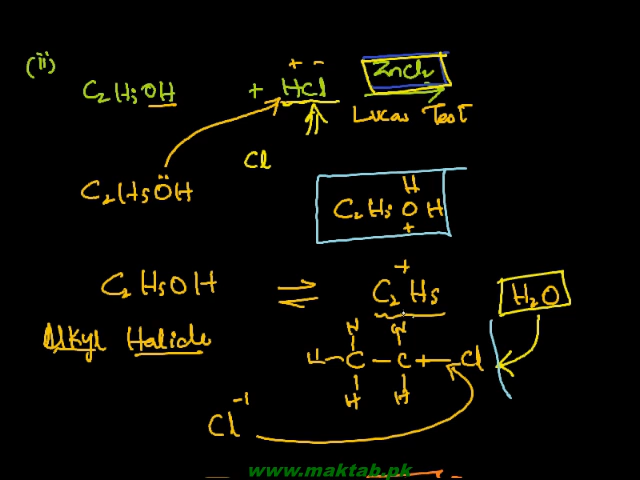 (ii)
+ -
C2H5OH + HCl ZnCl2
Lucas Test
Cl
C2H5ÖH
H
C2H5 O H
+
+
C2H5OH ⇌ C2H5 H2O
Alkyl Halide
H H
H - C - C + - Cl
H H
Cl-1
www.maktab.pk